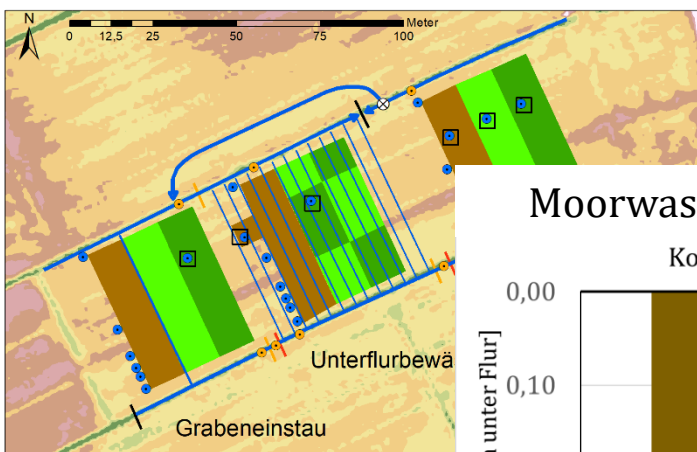 N
Meter
0 12,5 25 50 75 100
Unterflurbewä
Grabeneinstau
Moorwas
Ko
0,00
0,10
unter Flur]